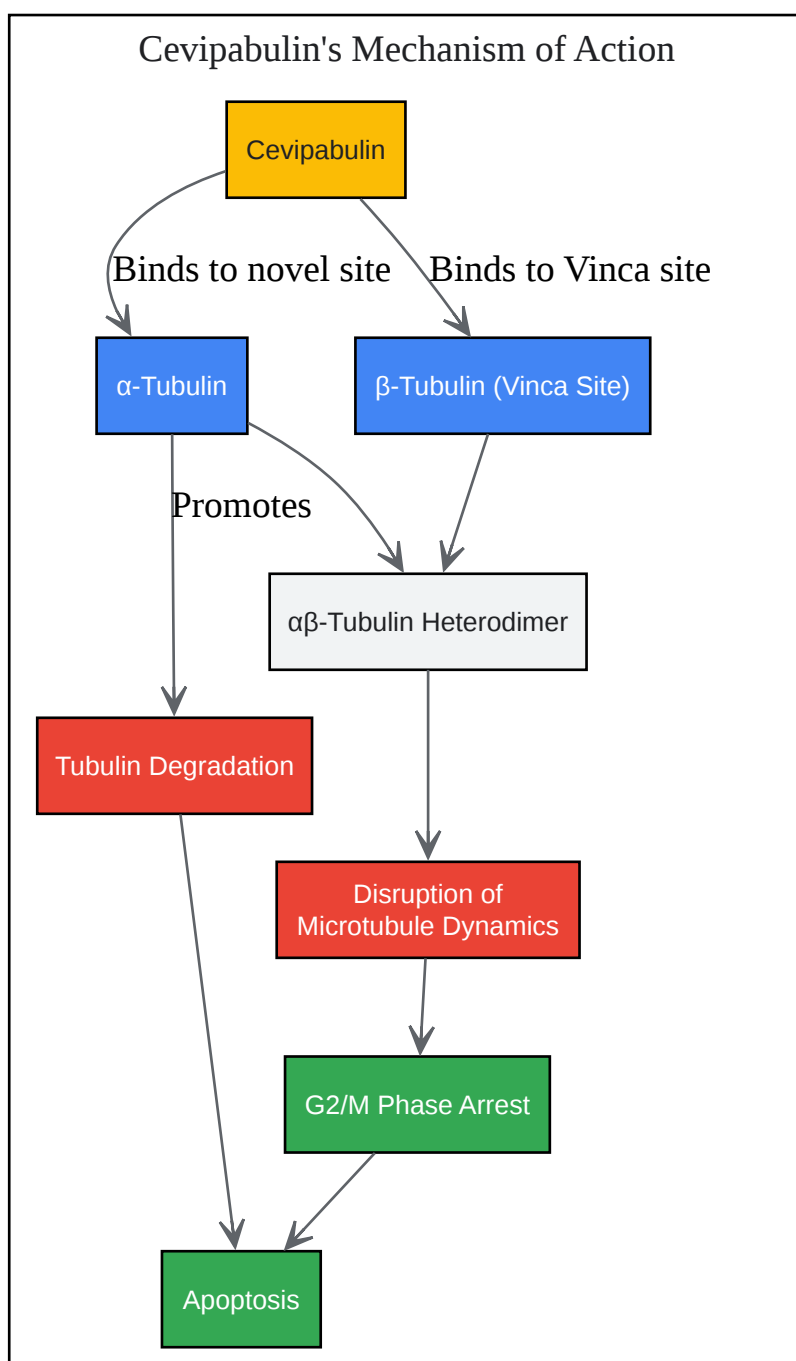 Cevipabulin's Mechanism of Action
Cevipabulin
Binds to novel site
Binds to Vinca site
α-Tubulin
β-Tubulin (Vinca Site)
Promotes
αβ-Tubulin Heterodimer
Tubulin Degradation
Disruption of
Microtubule Dynamics
G2/M Phase Arrest
Apoptosis